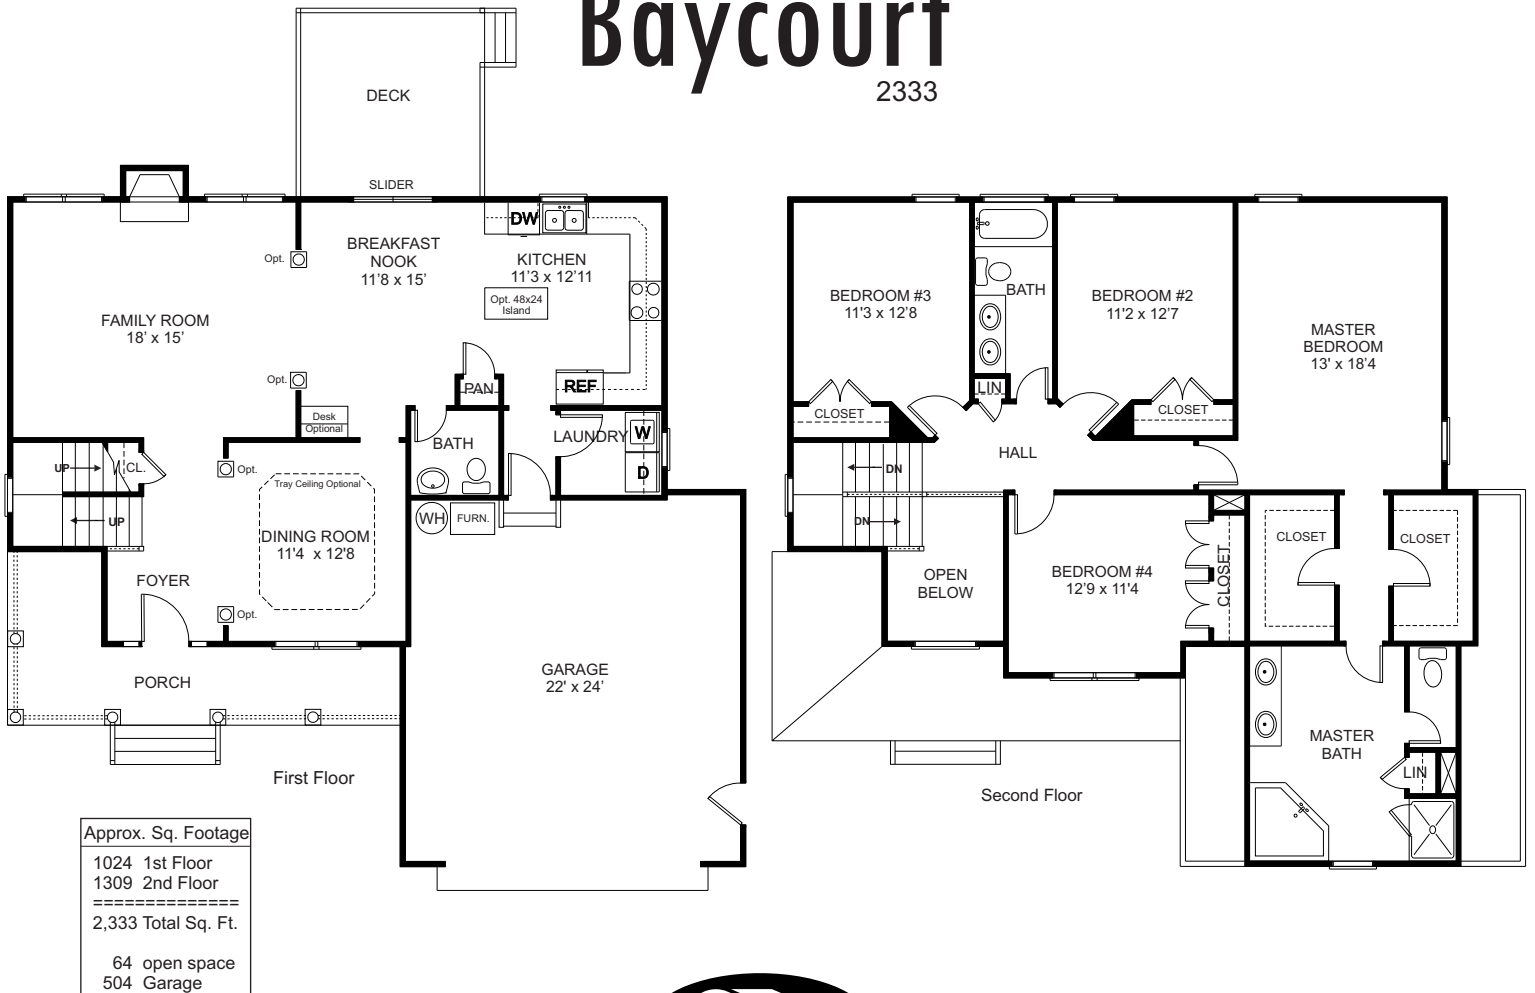 Baycourt
2333
DECK
SLIDER
BREAKFAST
NOOK
11'8 x 15'
DW
KITCHEN
11'3 x 12'11
Opt. 48x24
Island
Opt.
FAMILY ROOM
18' x 15'
Opt.
PAN
REF
Desk
Optional
BATH
LAUNDRY
W
D
UP
CL.
Opt.
Tray Ceiling Optional
UP
WH
FURN.
DINING ROOM
11'4 x 12'8
FOYER
Opt.
PORCH
GARAGE
22' x 24'
First Floor
BEDROOM #3
11'3 x 12'8
BATH
BEDROOM #2
11'2 x 12'7
MASTER
BEDROOM
13' x 18'4
LIN
CLOSET
CLOSET
HALL
DN
DN
OPEN
BELOW
BEDROOM #4
12'9 x 11'4
CLOSET
CLOSET
CLOSET
MASTER
BATH
LIN
Second Floor
Approx. Sq. Footage
1024 1st Floor
1309 2nd Floor
==============
2,333 Total Sq. Ft.
64 open space
504 Garage